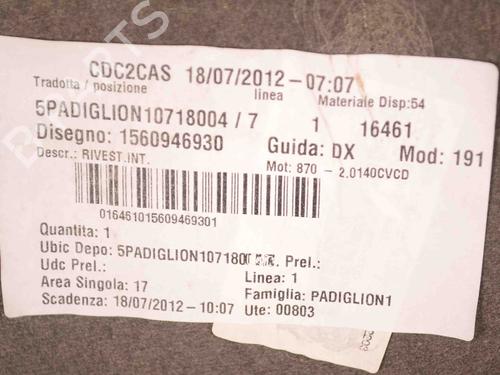 CDC2CAS 18/07/2012-07:07
Tradotta / posizione linea Materiale Disp:54
5PADIGLION10718004 / 7 1 16461
Disegno: 1560946930 Guida: DX Mod: 191
Descr.: RIVEST.INT. Mot: 870 - 2.0140CVCD
016461015609469301
Quantita: 1
Ubic Depo: 5PADIGLION107180 Prel.:
Udc Prel.: Linea: 1
Area Singola: 17 Famiglia: PADIGLION1
Scadenza: 18/07/2012-10:07 Ute: 00803